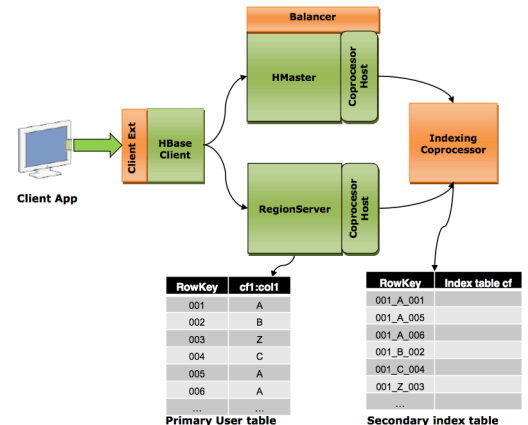 Balancer
HMaster
Coprocesor
Host
Client Ext
HBase
Client
Indexing
Coprocessor
Client App
RegionServer
Coprocesor
Host
RowKey cf1:col1
001 A
002 B
003 Z
004 C
005 A
006 A
... ...
Primary User table
RowKey Index table cf
001_A_001
001_A_005
001_A_006
001_B_002
001_C_004
001_Z_003
...
Secondary index table